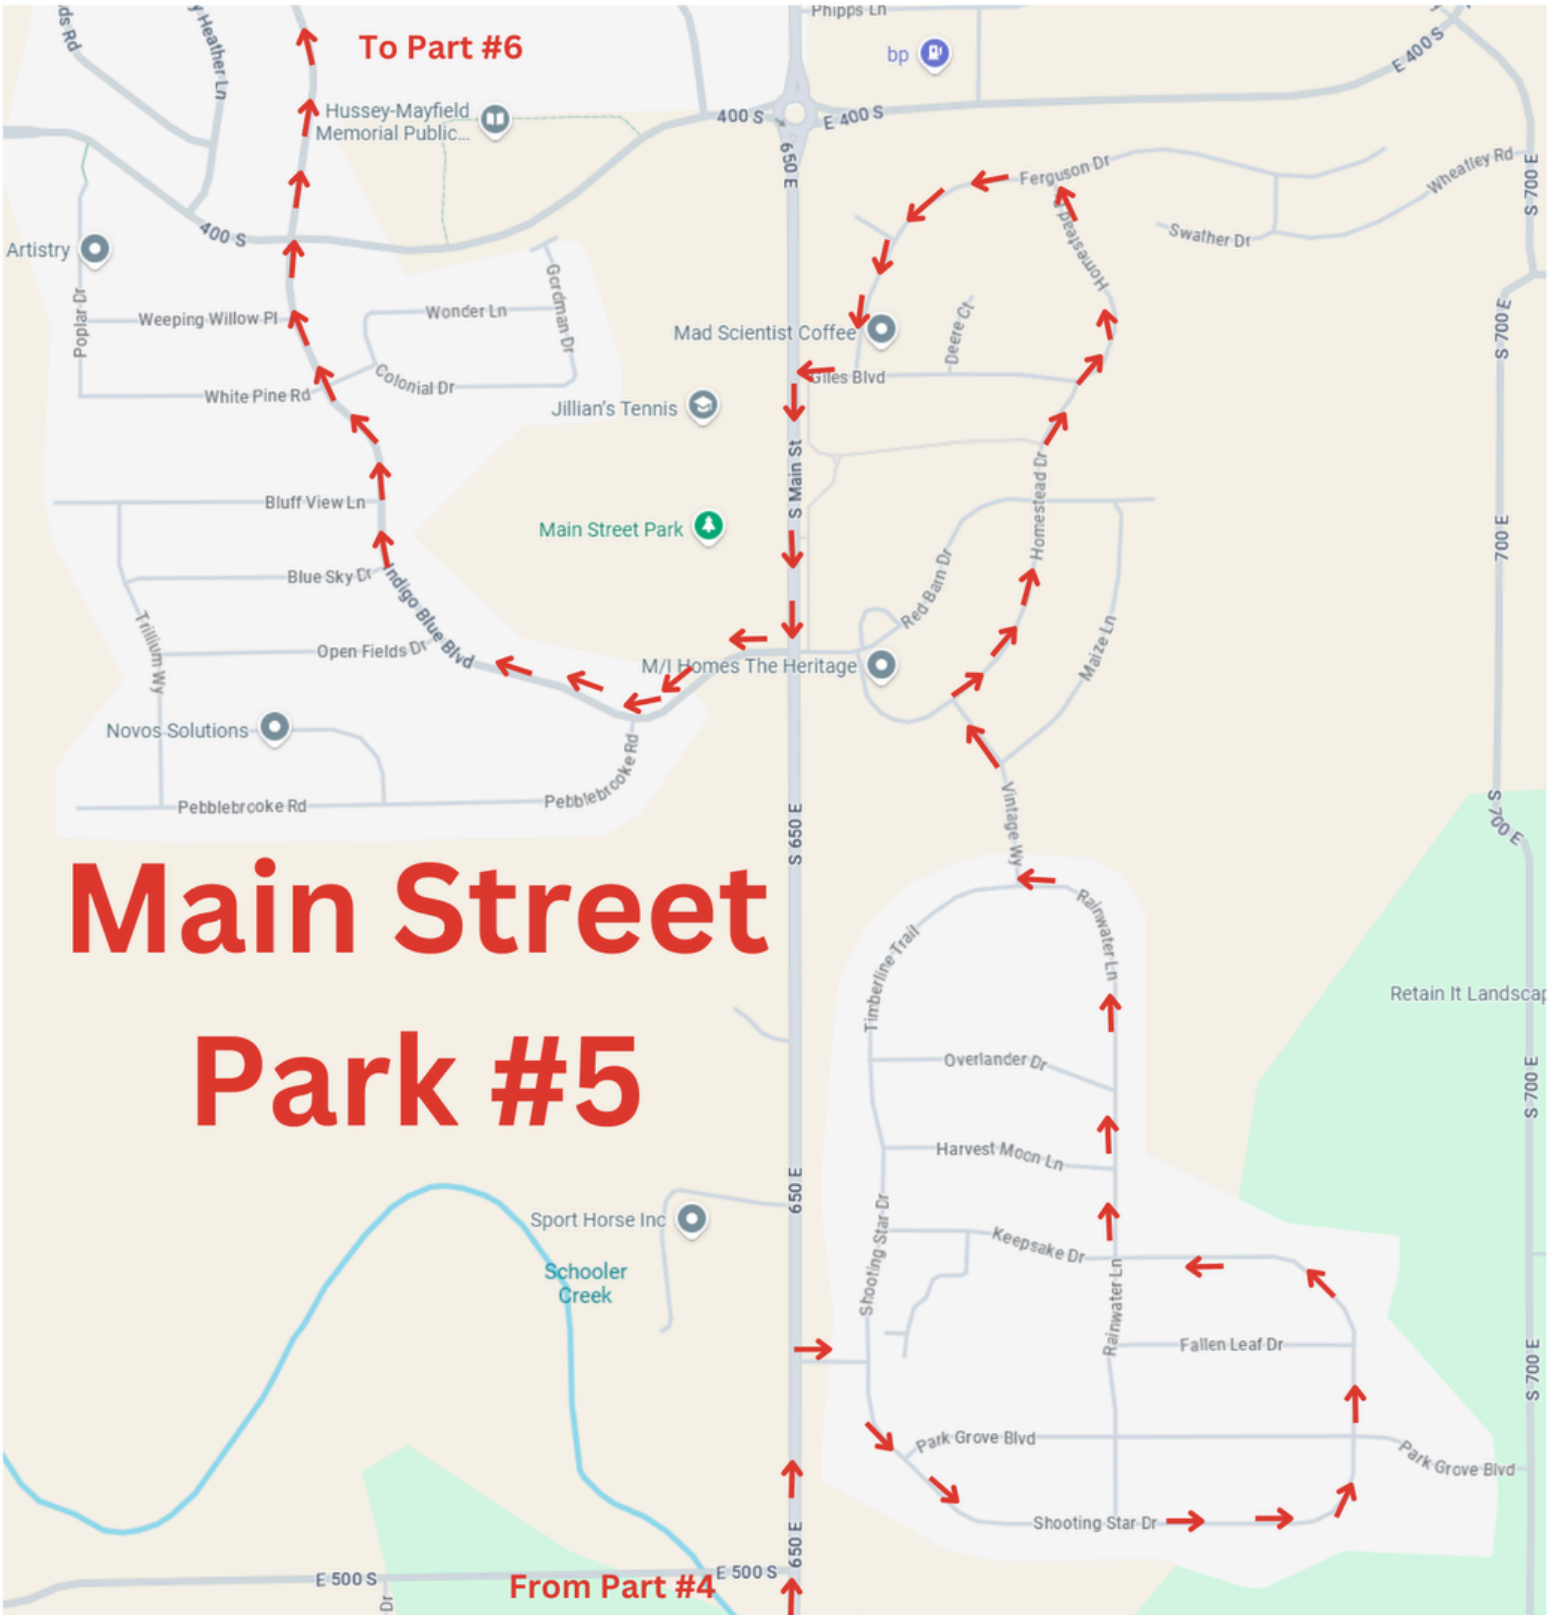 Phipps Ln
ds Rd
y Heather Ln
To Part #6
bp
E 400 S
Hussey-Mayfield
Memorial Public...
400 S
E 400 S
650 E
Ferguson Dr
Wheatley Rd
S 700 E
Homestead Dr
Swather Dr
400 S
Artistry
Poplar Dr
Weeping Willow Pl
Wonder Ln
Gordman Dr
Mad Scientist Coffee
Deere Ct
S 700 E
White Pine Rd
Colonial Dr
Giles Blvd
Jillian's Tennis
S Main St
Bluff View Ln
Homestead Dr
Main Street Park
700 E
Blue Sky Dr
Indigo Blue Blvd
Red Barn Dr
Trillium Wy
Open Fields Dr
Maize Ln
M/I Homes The Heritage
Novos Solutions
Pebblebrooke Rd
Pebblebrooke Rd
Vintage Wy
S 650 E
S 700 E
Main Street
Park #5
Rainwater Ln
Timberline Trail
Retain It Landscap
Overlander Dr
S 700 E
Harvest Moon Ln
650 E
Sport Horse Inc
Shooting Star Dr
Keepsake Dr
Schooler
Creek
Rainwater Ln
Fallen Leaf Dr
S 700 E
Park Grove Blvd
Park Grove Blvd
Shooting Star Dr
650 E
E 500 S
From Part #4
E 500 S
Dr